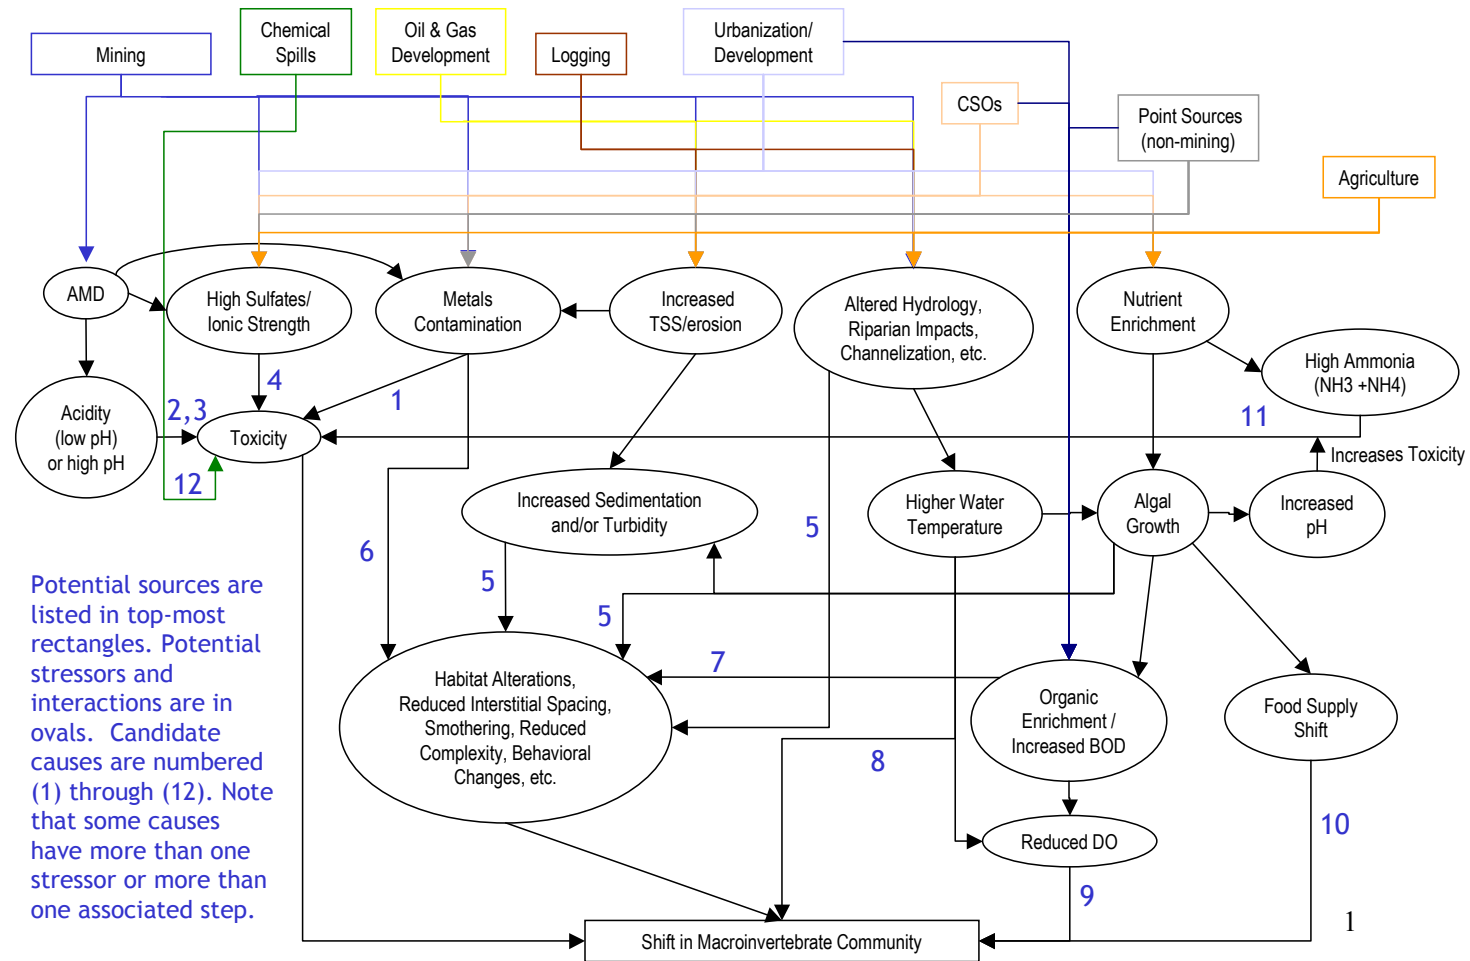 Mining
Chemical
Spills
Oil & Gas
Development
Logging
Urbanization/
Development
CSOs
Point Sources
(non-mining)
Agriculture
AMD
High Sulfates/
Ionic Strength
Metals
Contamination
Increased
TSS/erosion
Altered Hydrology,
Riparian Impacts,
Channelization, etc.
Nutrient
Enrichment
High Ammonia
(NH3 +NH4)
4
1
2,3
11
Acidity
(low pH)
or high pH
Toxicity
Increases Toxicity
12
Increased Sedimentation
and/or Turbidity
Higher Water
Temperature
Algal
Growth
Increased
pH
5
6
5
5
7
8
Potential sources are
listed in top-most
rectangles. Potential
stressors and
interactions are in
ovals. Candidate
causes are numbered
(1) through (12). Note
that some causes
have more than one
stressor or more than
one associated step.
Habitat Alterations,
Reduced Interstitial Spacing,
Smothering, Reduced
Complexity, Behavioral
Changes, etc.
Organic
Enrichment /
Increased BOD
Food Supply
Shift
10
Reduced DO
9
Shift in Macroinvertebrate Community
1